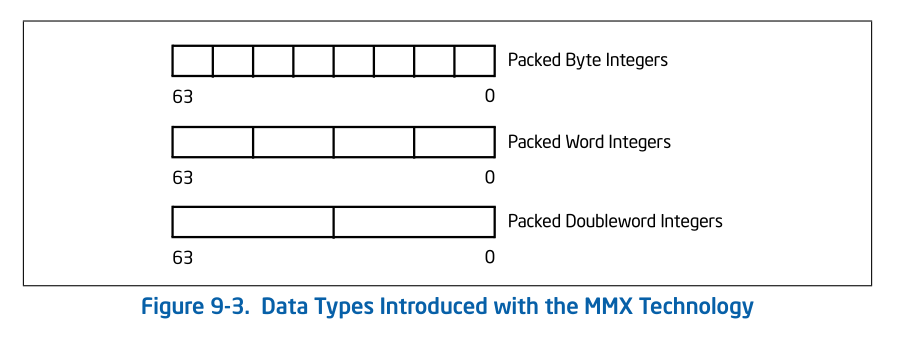 Packed Byte Integers
63 0
Packed Word Integers
63 0
Packed Doubleword Integers
63 0
Figure 9-3. Data Types Introduced with the MMX Technology